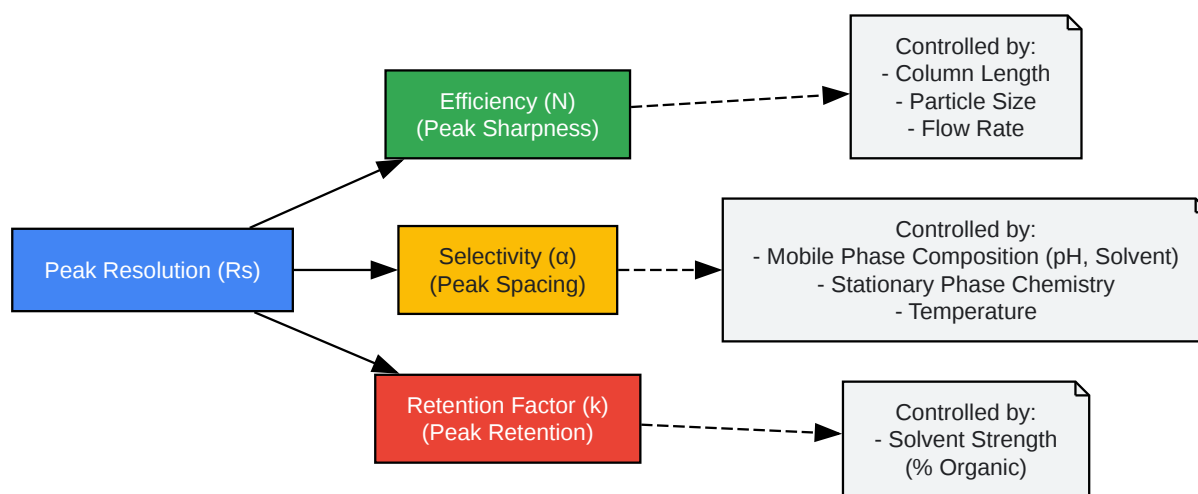 Peak Resolution (Rs)
Efficiency (N)
(Peak Sharpness)
Controlled by:
- Column Length
- Particle Size
- Flow Rate
Selectivity (α)
(Peak Spacing)
Controlled by:
- Mobile Phase Composition (pH, Solvent)
- Stationary Phase Chemistry
- Temperature
Retention Factor (k)
(Peak Retention)
Controlled by:
- Solvent Strength
(% Organic)